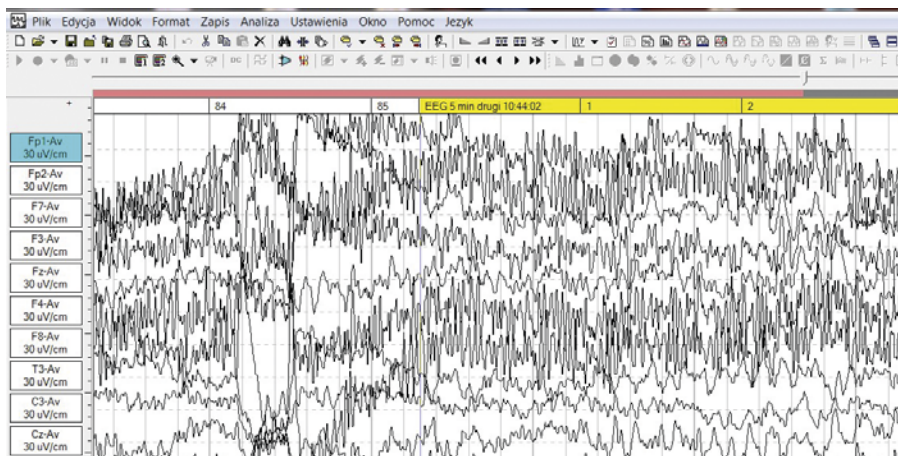 Plik Edycja Widok Format Zapis Analiza Ustawienia Okno Pomoc Jezyk
84 85 EEG 5 min drugi 10:44:02 1 2
Fp1-Av
30 uV/cm
Fp2-Av
30 uV/cm
F7-Av
30 uV/cm
F3-Av
30 uV/cm
Fz-Av
30 uV/cm
F4-Av
30 uV/cm
F8-Av
30 uV/cm
T3-Av
30 uV/cm
C3-Av
30 uV/cm
Cz-Av
30 uV/cm